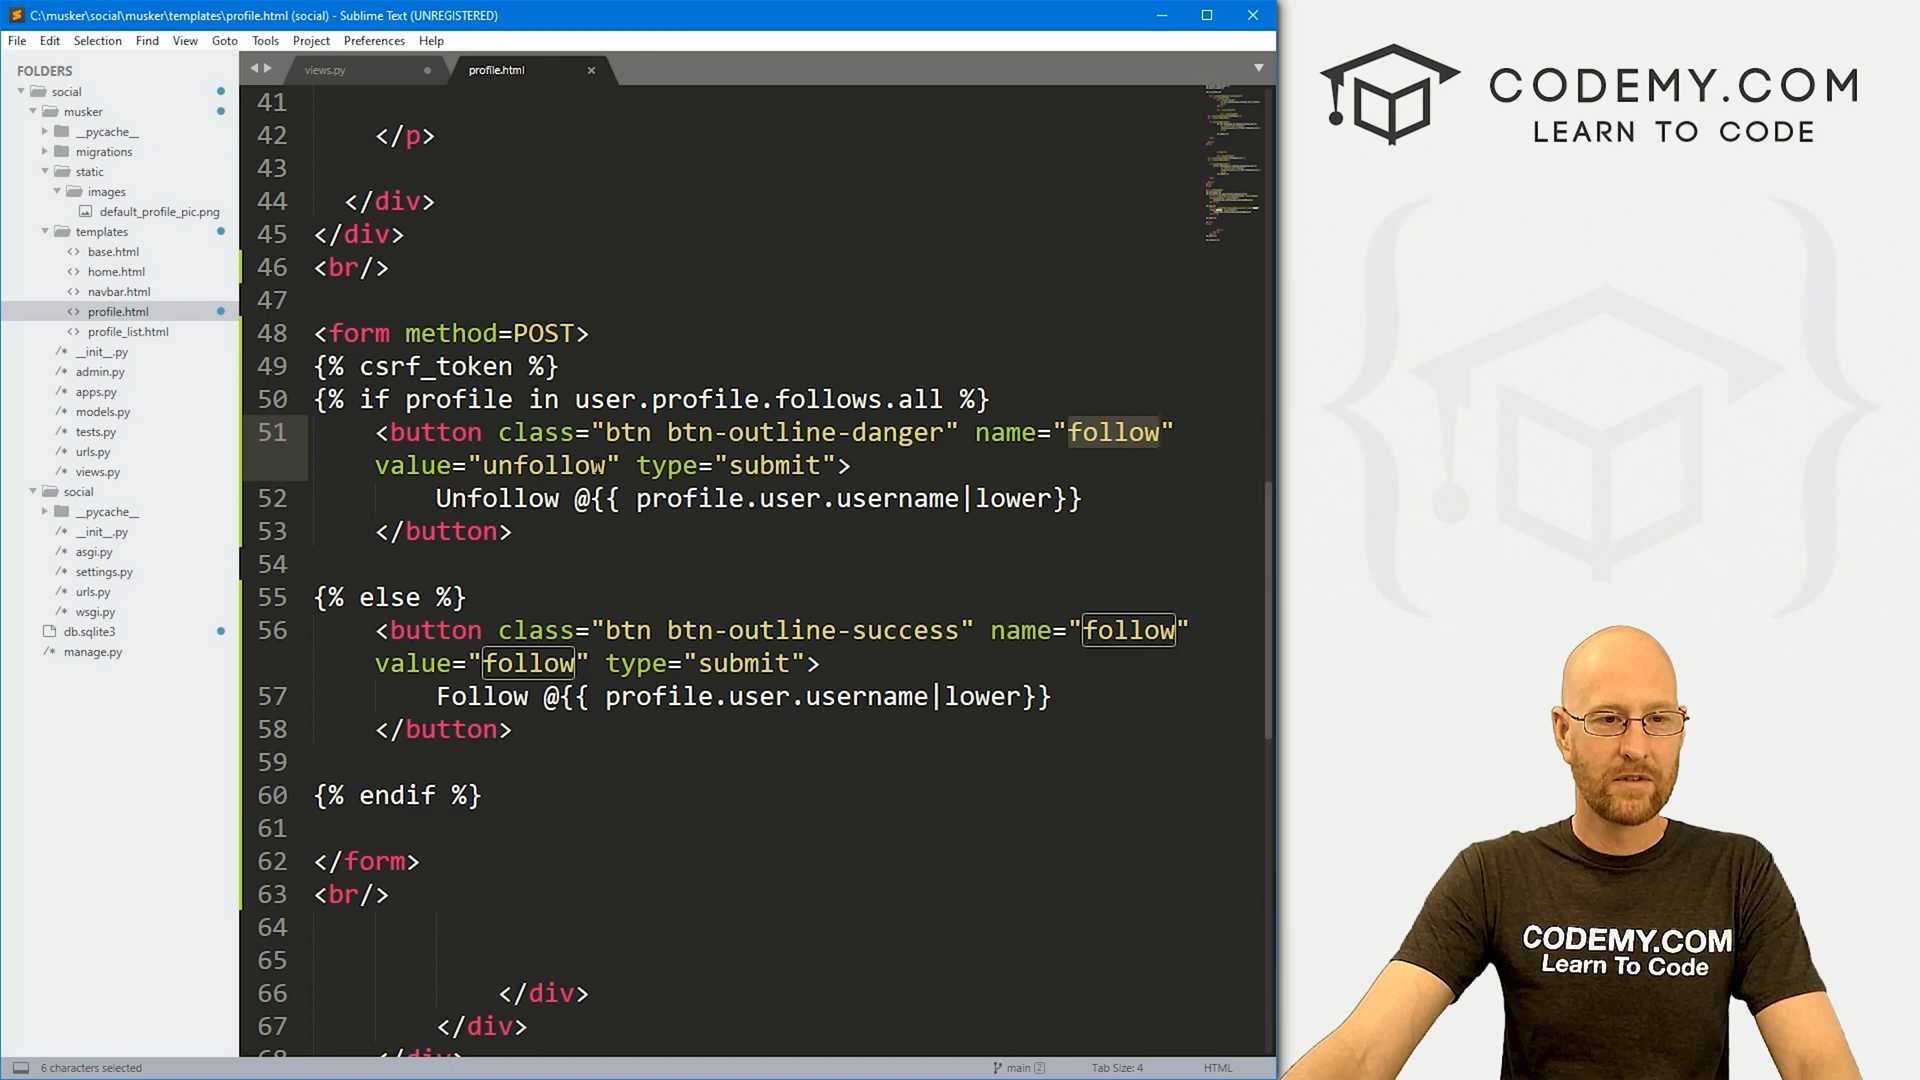 C:\musker\social\musker\templates\profile.html (social) - Sublime Text (UNREGISTERED)
File Edit Selection Find View Goto Tools Project Preferences Help
FOLDERS
social
musker
__pycache__
migrations
static
images
default_profile_pic.png
templates
base.html
home.html
navbar.html
profile.html
profile_list.html
__init__.py
admin.py
apps.py
models.py
tests.py
urls.py
views.py
social
__pycache__
__init__.py
asgi.py
settings.py
urls.py
wsgi.py
db.sqlite3
manage.py
views.py profile.html
41
42 </p>
43
44 </div>
45 </div>
46 <br/>
47
48 <form method=POST>
49 {% csrf_token %}
50 {% if profile in user.profile.follows.all %}
51 <button class="btn btn-outline-danger" name="follow"
value="unfollow" type="submit">
52 Unfollow @{{ profile.user.username|lower}}
53 </button>
54
55 {% else %}
56 <button class="btn btn-outline-success" name="follow"
value="follow" type="submit">
57 Follow @{{ profile.user.username|lower}}
58 </button>
59
60 {% endif %}
61
62 </form>
63 <br/>
64
65
66 </div>
67 </div>
68 </div>
6 characters selected main 2 Tab Size: 4 HTML
CODEMY.COM
LEARN TO CODE
CODEMY.COM
Learn To Code